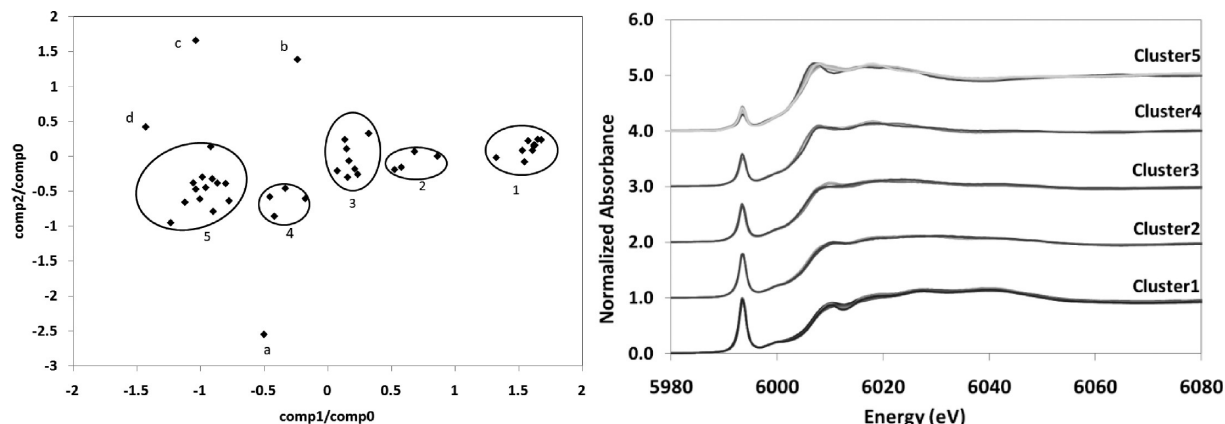 2
1.5
1
0.5
0
-0.5
-1
-1.5
-2
-2.5
-3
comp2/comp0
-2 -1.5 -1 -0.5 0 0.5 1 1.5 2
comp1/comp0
c
b
d
a
5
4
3
2
1
6.0
5.0
4.0
3.0
2.0
1.0
0.0
Normalized Absorbance
Cluster5
Cluster4
Cluster3
Cluster2
Cluster1
5980 6000 6020 6040 6060 6080
Energy (eV)